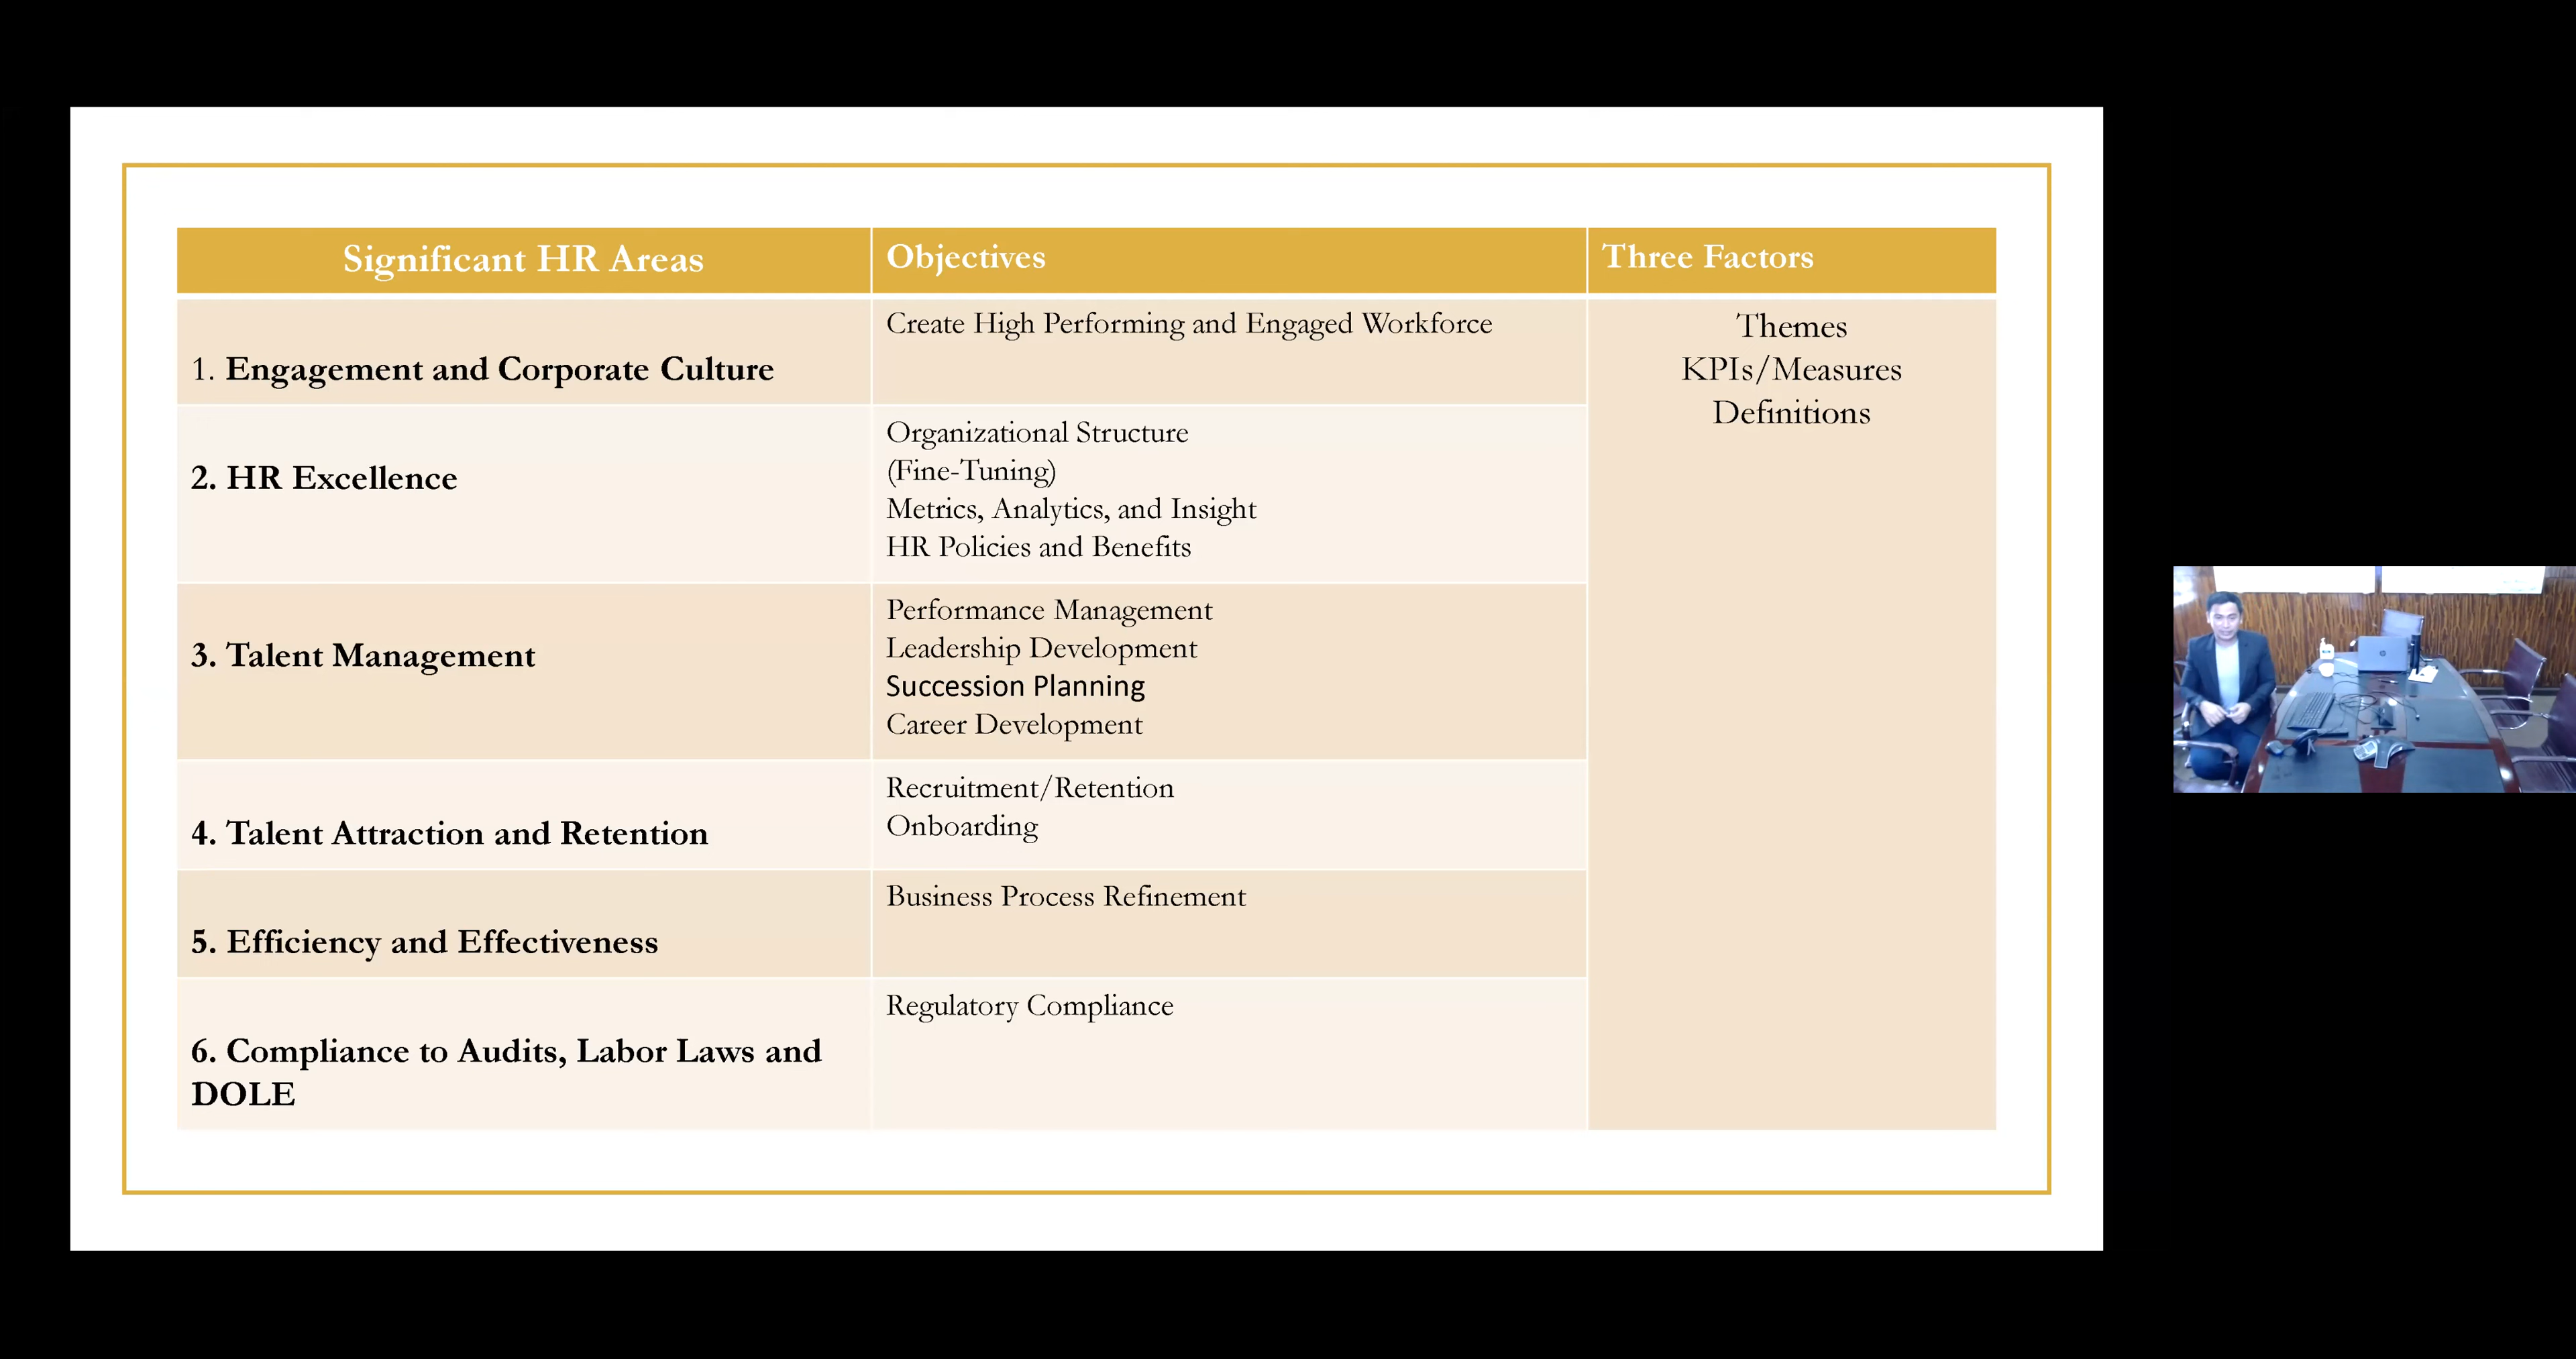 Significant HR Areas
Objectives
Three Factors
1. Engagement and Corporate Culture
Create High Performing and Engaged Workforce
Themes
KPIs/Measures
Definitions
2. HR Excellence
Organizational Structure
(Fine-Tuning)
Metrics, Analytics, and Insight
HR Policies and Benefits
3. Talent Management
Performance Management
Leadership Development
Succession Planning
Career Development
4. Talent Attraction and Retention
Recruitment/Retention
Onboarding
5. Efficiency and Effectiveness
Business Process Refinement
6. Compliance to Audits, Labor Laws and
DOLE
Regulatory Compliance